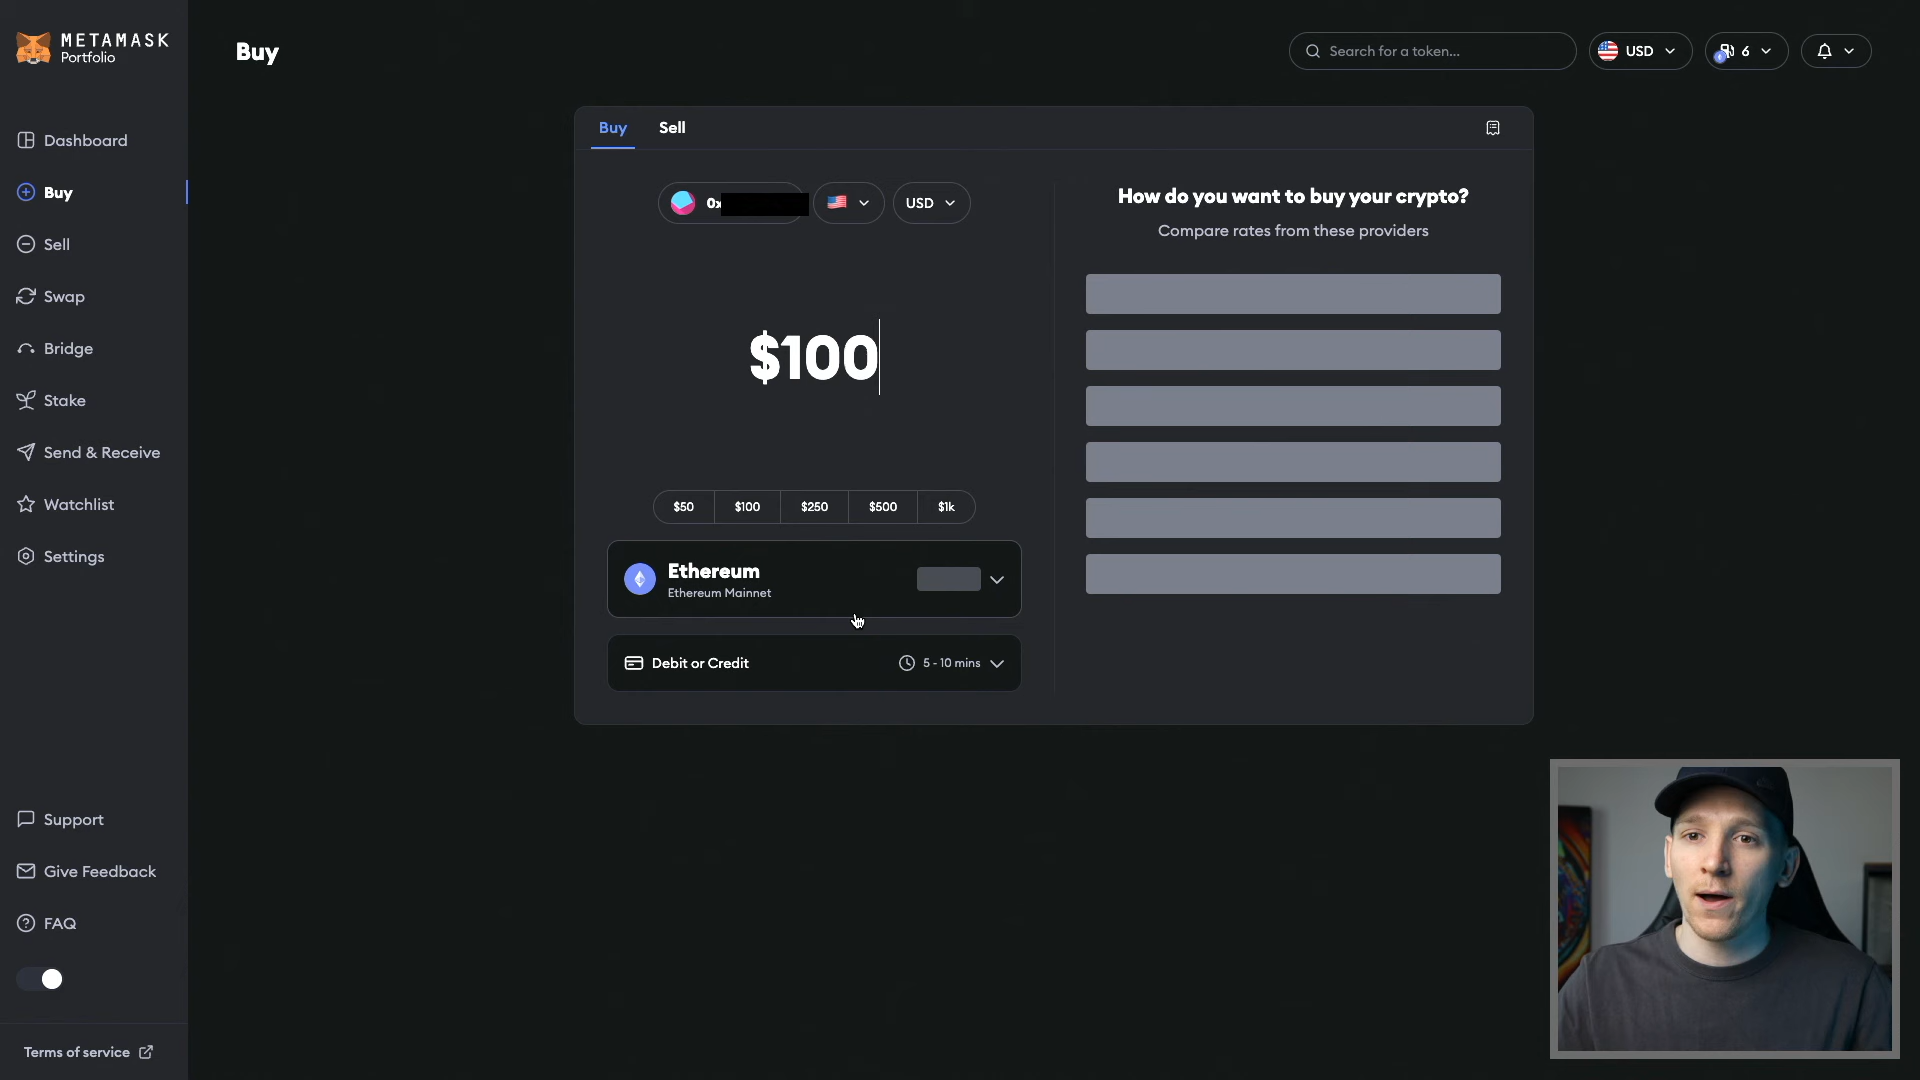 METAMASK
Portfolio
Buy
Search for a token...
USD
6
Dashboard
Buy
Sell
Swap
Bridge
Stake
Send & Receive
Watchlist
Settings
Support
Give Feedback
FAQ
Terms of service
Buy
Sell
0x
USD
$100
$50
$100
$250
$500
$1k
Ethereum
Ethereum Mainnet
Debit or Credit
5 - 10 mins
How do you want to buy your crypto?
Compare rates from these providers